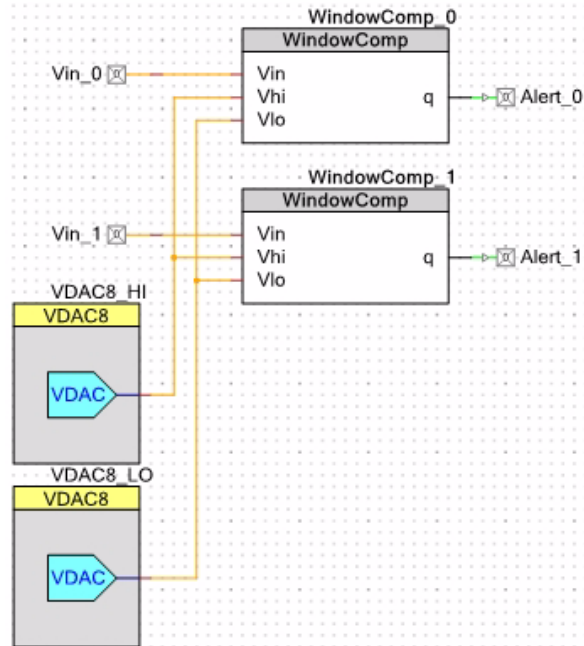 WindowComp_0
WindowComp
Vin_0
Vin
Vhi
q
Alert_0
Vlo
WindowComp_1
WindowComp
Vin_1
Vin
Vhi
q
Alert_1
Vlo
VDAC8_HI
VDAC8
VDAC
VDAC8_LO
VDAC8
VDAC